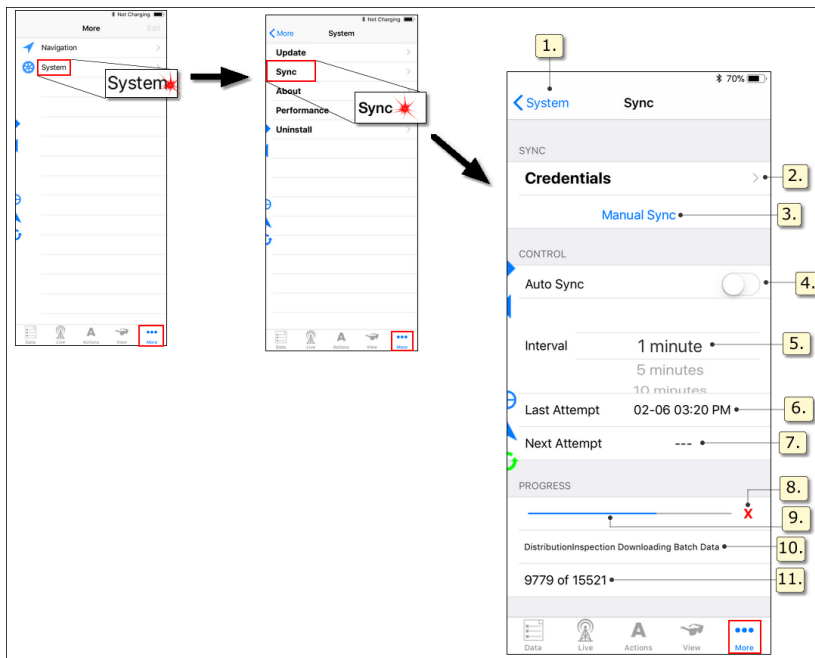 Not Charging
More
Edit
Navigation
System
System
Data
Live
Actions
View
More
Not Charging
More
System
Update
Sync
About
Performance
Uninstall
Sync
Data
Live
Actions
View
More
1.
70%
System
Sync
SYNC
Credentials
2.
Manual Sync
3.
CONTROL
Auto Sync
4.
Interval
1 minute
5.
5 minutes
10 minutes
Last Attempt
02-06 03:20 PM
6.
Next Attempt
---
7.
PROGRESS
8.
X
9.
DistributionInspection Downloading Batch Data
10.
9779 of 15521
11.
Data
Live
Actions
View
More